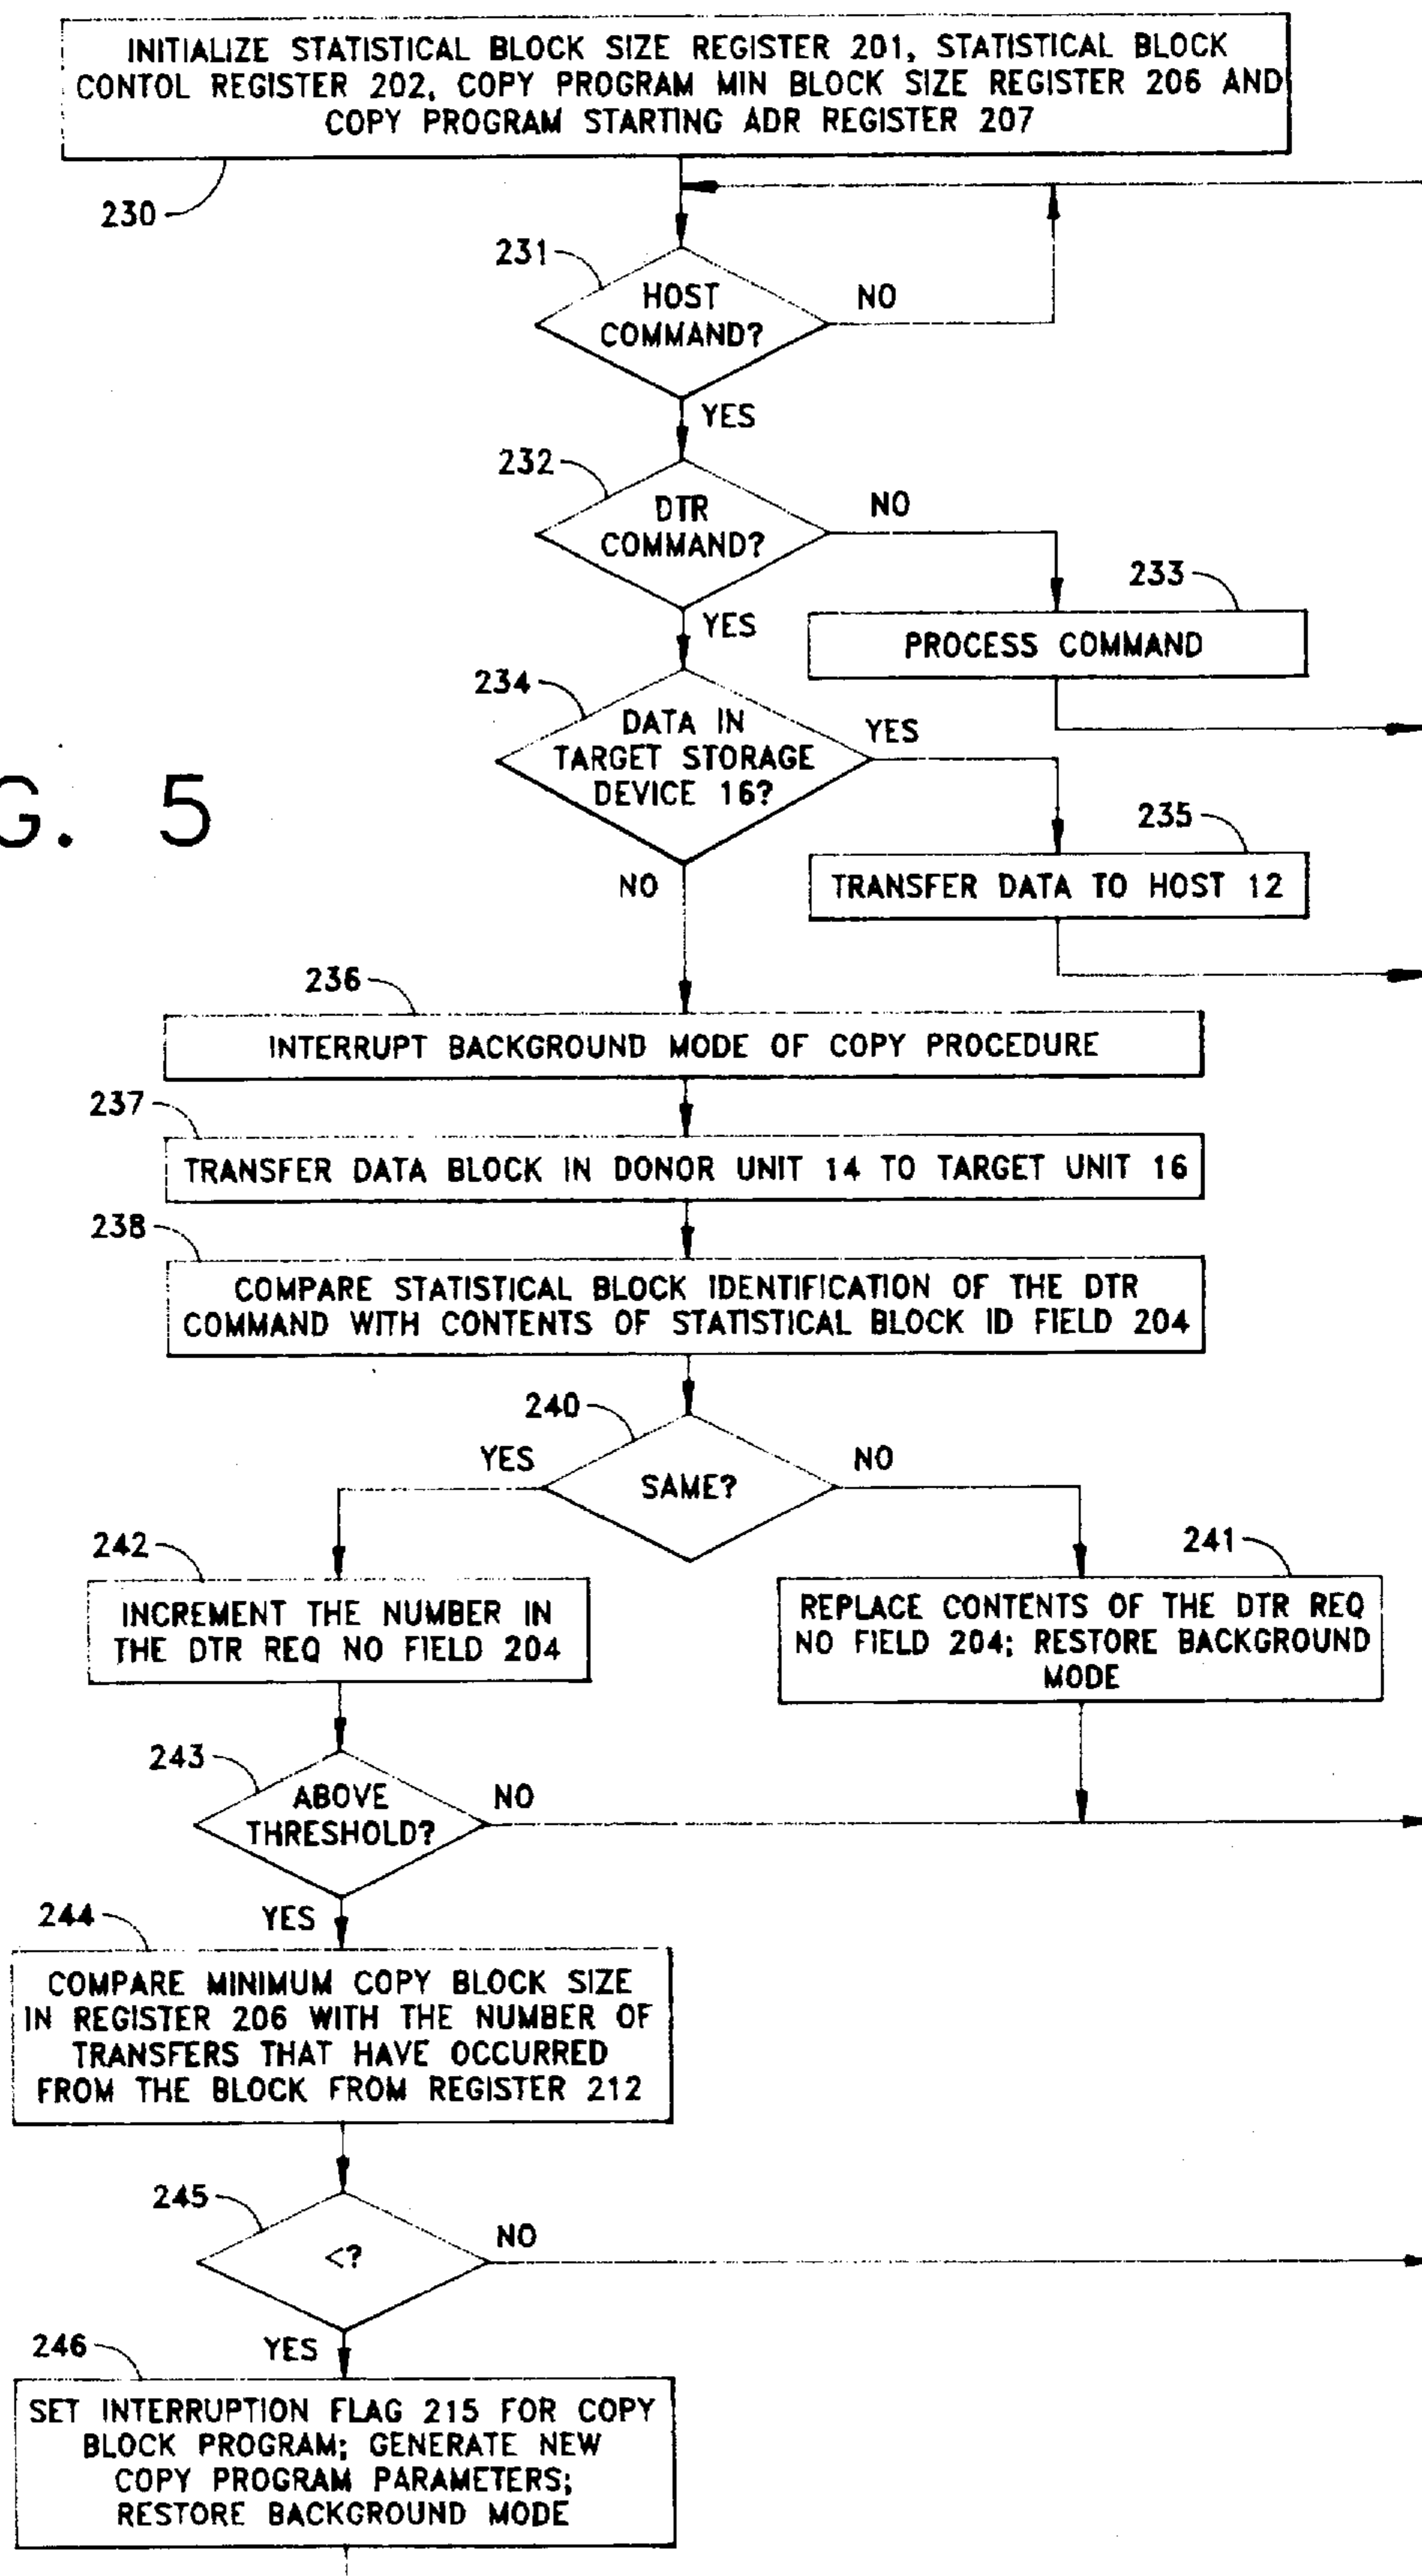 INITIALIZE STATISTICAL BLOCK SIZE REGISTER 201, STATISTICAL BLOCK
CONTOL REGISTER 202, COPY PROGRAM MIN BLOCK SIZE REGISTER 206 AND
COPY PROGRAM STARTING ADR REGISTER 207
230
231
HOST
COMMAND?
NO
YES
232
DTR
COMMAND?
NO
YES
233
PROCESS COMMAND
234
DATA IN
TARGET STORAGE
DEVICE 16?
YES
NO
G. 5
235
TRANSFER DATA TO HOST 12
236
INTERRUPT BACKGROUND MODE OF COPY PROCEDURE
237
TRANSFER DATA BLOCK IN DONOR UNIT 14 TO TARGET UNIT 16
238
COMPARE STATISTICAL BLOCK IDENTIFICATION OF THE DTR
COMMAND WITH CONTENTS OF STATISTICAL BLOCK ID FIELD 204
240
YES
SAME?
NO
242
INCREMENT THE NUMBER IN
THE DTR REQ NO FIELD 204
241
REPLACE CONTENTS OF THE DTR REQ
NO FIELD 204; RESTORE BACKGROUND
MODE
243
ABOVE
THRESHOLD?
NO
YES
244
COMPARE MINIMUM COPY BLOCK SIZE
IN REGISTER 206 WITH THE NUMBER OF
TRANSFERS THAT HAVE OCCURRED
FROM THE BLOCK FROM REGISTER 212
245
<?
NO
YES
246
SET INTERRUPTION FLAG 215 FOR COPY
BLOCK PROGRAM; GENERATE NEW
COPY PROGRAM PARAMETERS;
RESTORE BACKGROUND MODE